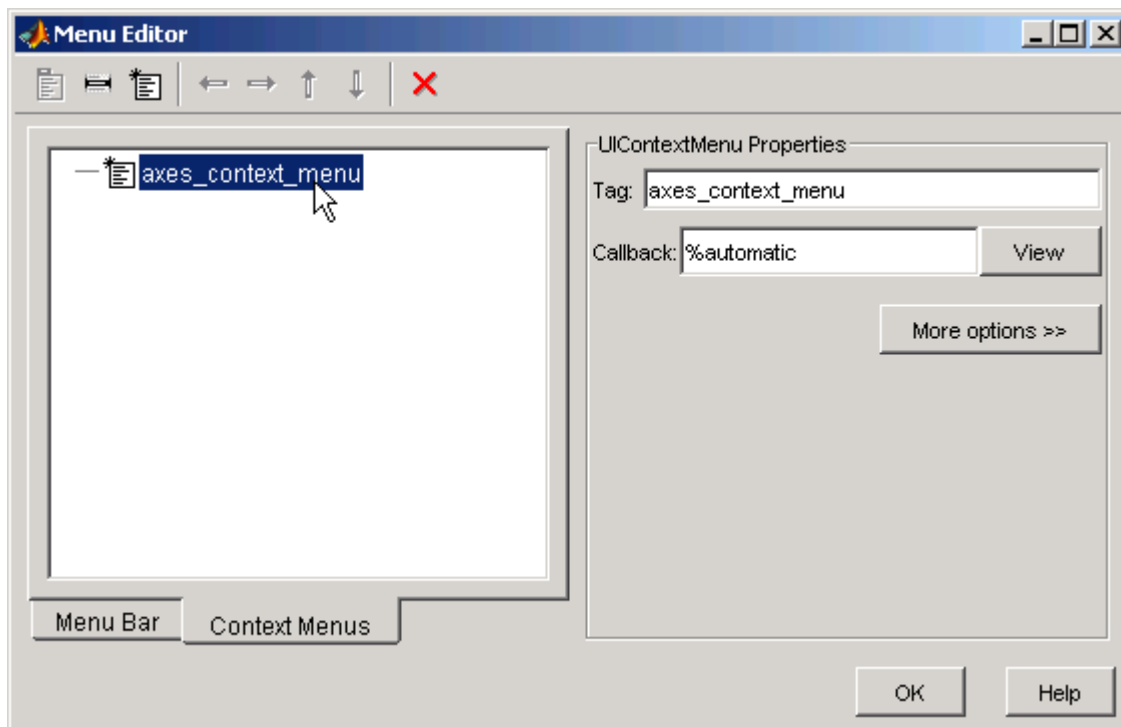 Menu Editor
axes_context_menu
UIContextMenu Properties
Tag: axes_context_menu
Callback: %automatic View
More options >>
Menu Bar Context Menus
OK Help